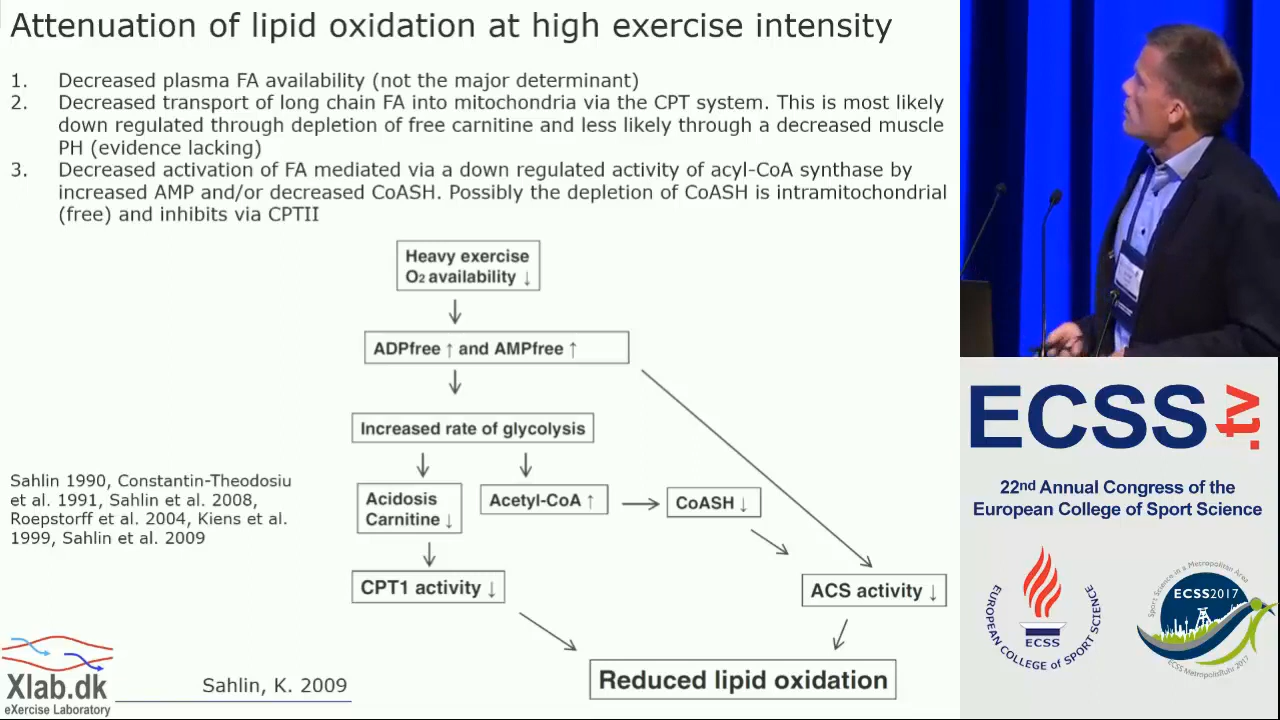 Attenuation of lipid oxidation at high exercise intensity
1. Decreased plasma FA availability (not the major determinant)
2. Decreased transport of long chain FA into mitochondria via the CPT system. This is most likely
down regulated through depletion of free carnitine and less likely through a decreased muscle
PH (evidence lacking)
3. Decreased activation of FA mediated via a down regulated activity of acyl-CoA synthase by
increased AMP and/or decreased CoASH. Possibly the depletion of CoASH is intramitochondrial
(free) and inhibits via CPTII
Heavy exercise
O2 availability ↓
ADPfree ↑ and AMPfree ↑
Increased rate of glycolysis
Acidosis
Carnitine ↓
Acetyl-CoA ↑
CoASH ↓
CPT1 activity ↓
ACS activity ↓
Reduced lipid oxidation
Sahlin 1990, Constantin-Theodosiu
et al. 1991, Sahlin et al. 2008,
Roepstorff et al. 2004, Kiens et al.
1999, Sahlin et al. 2009
Xlab.dk
eXercise Laboratory
Sahlin, K. 2009
ECSS.tv
22nd Annual Congress of the
European College of Sport Science
EUROPEAN COLLEGE OF SPORT SCIENCE
ECSS
Sport Science in a Metropolitan Area
ECSS2017
ECSS MetropolisRuhr 2017